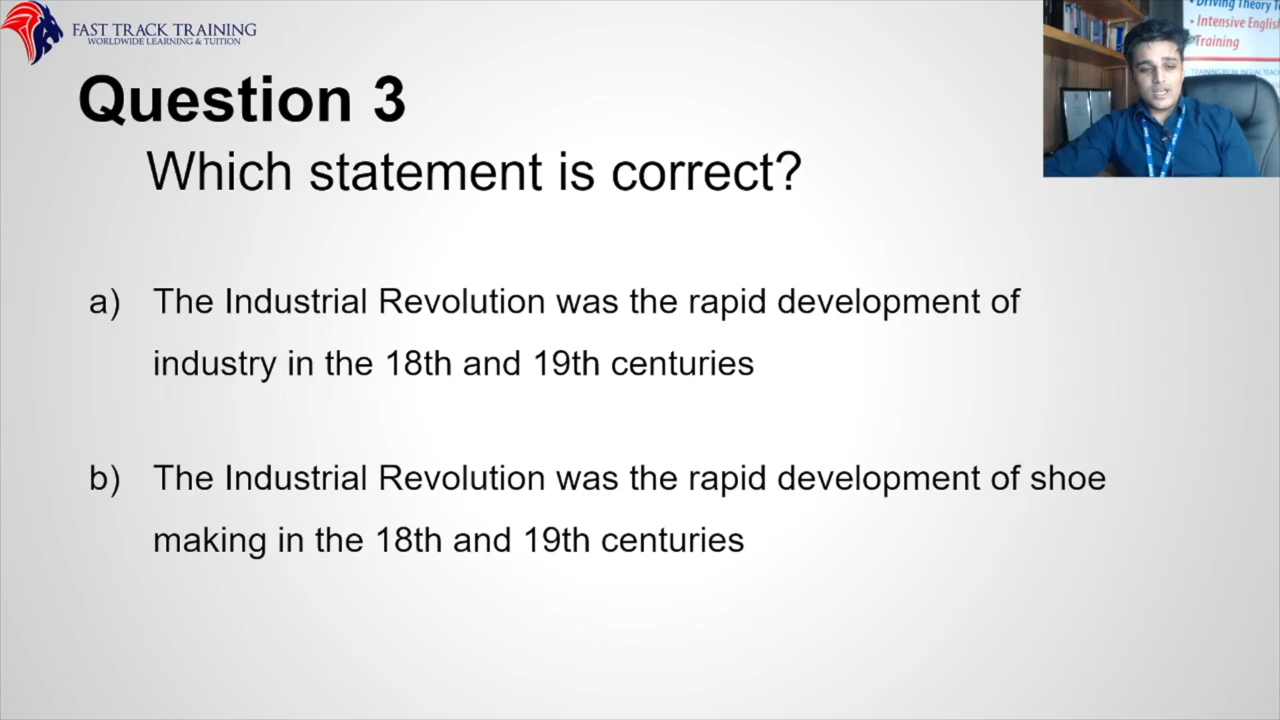 FAST TRACK TRAINING
WORLDWIDE LEARNING & TUITION
• Driving Theory
• Intensive English
Training
Question 3
Which statement is correct?
a) The Industrial Revolution was the rapid development of
industry in the 18th and 19th centuries
b) The Industrial Revolution was the rapid development of shoe
making in the 18th and 19th centuries